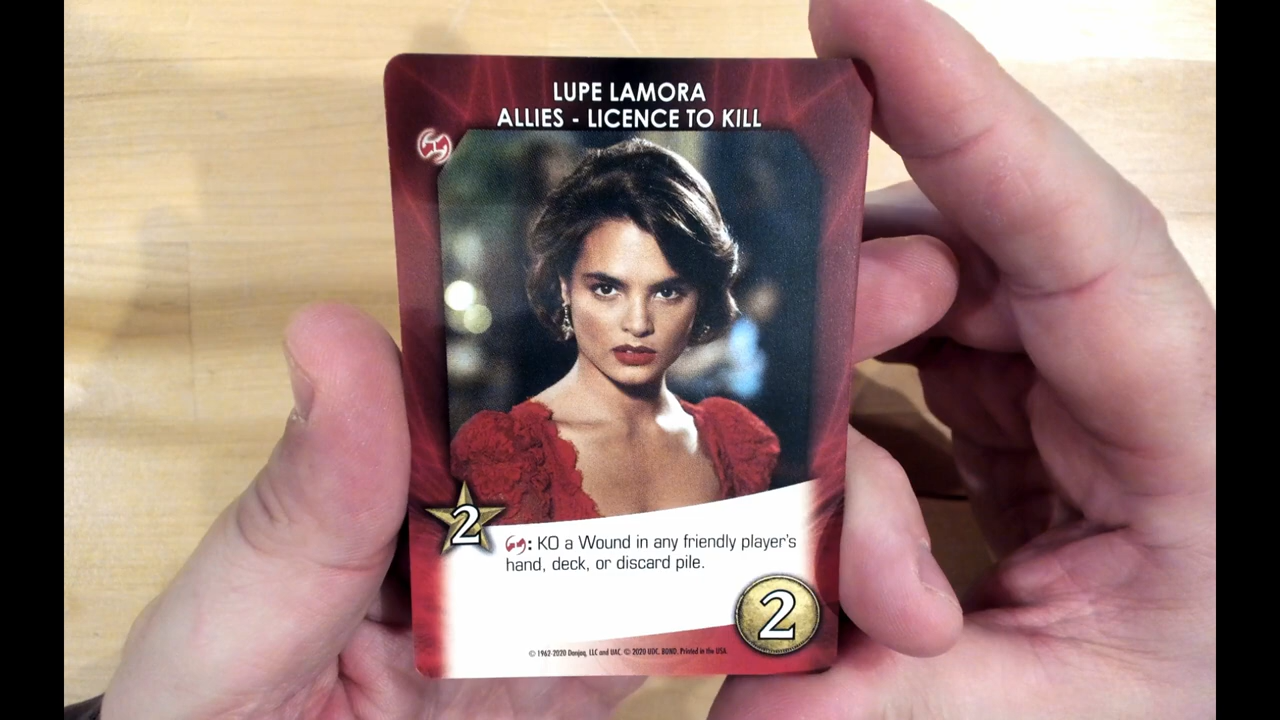 LUPE LAMORA
ALLIES - LICENCE TO KILL
2
: KO a Wound in any friendly player's
hand, deck, or discard pile.
2
© 1962-2020 Danjaq, LLC and UAC. © 2020 UDC. BOND. Printed in the USA.